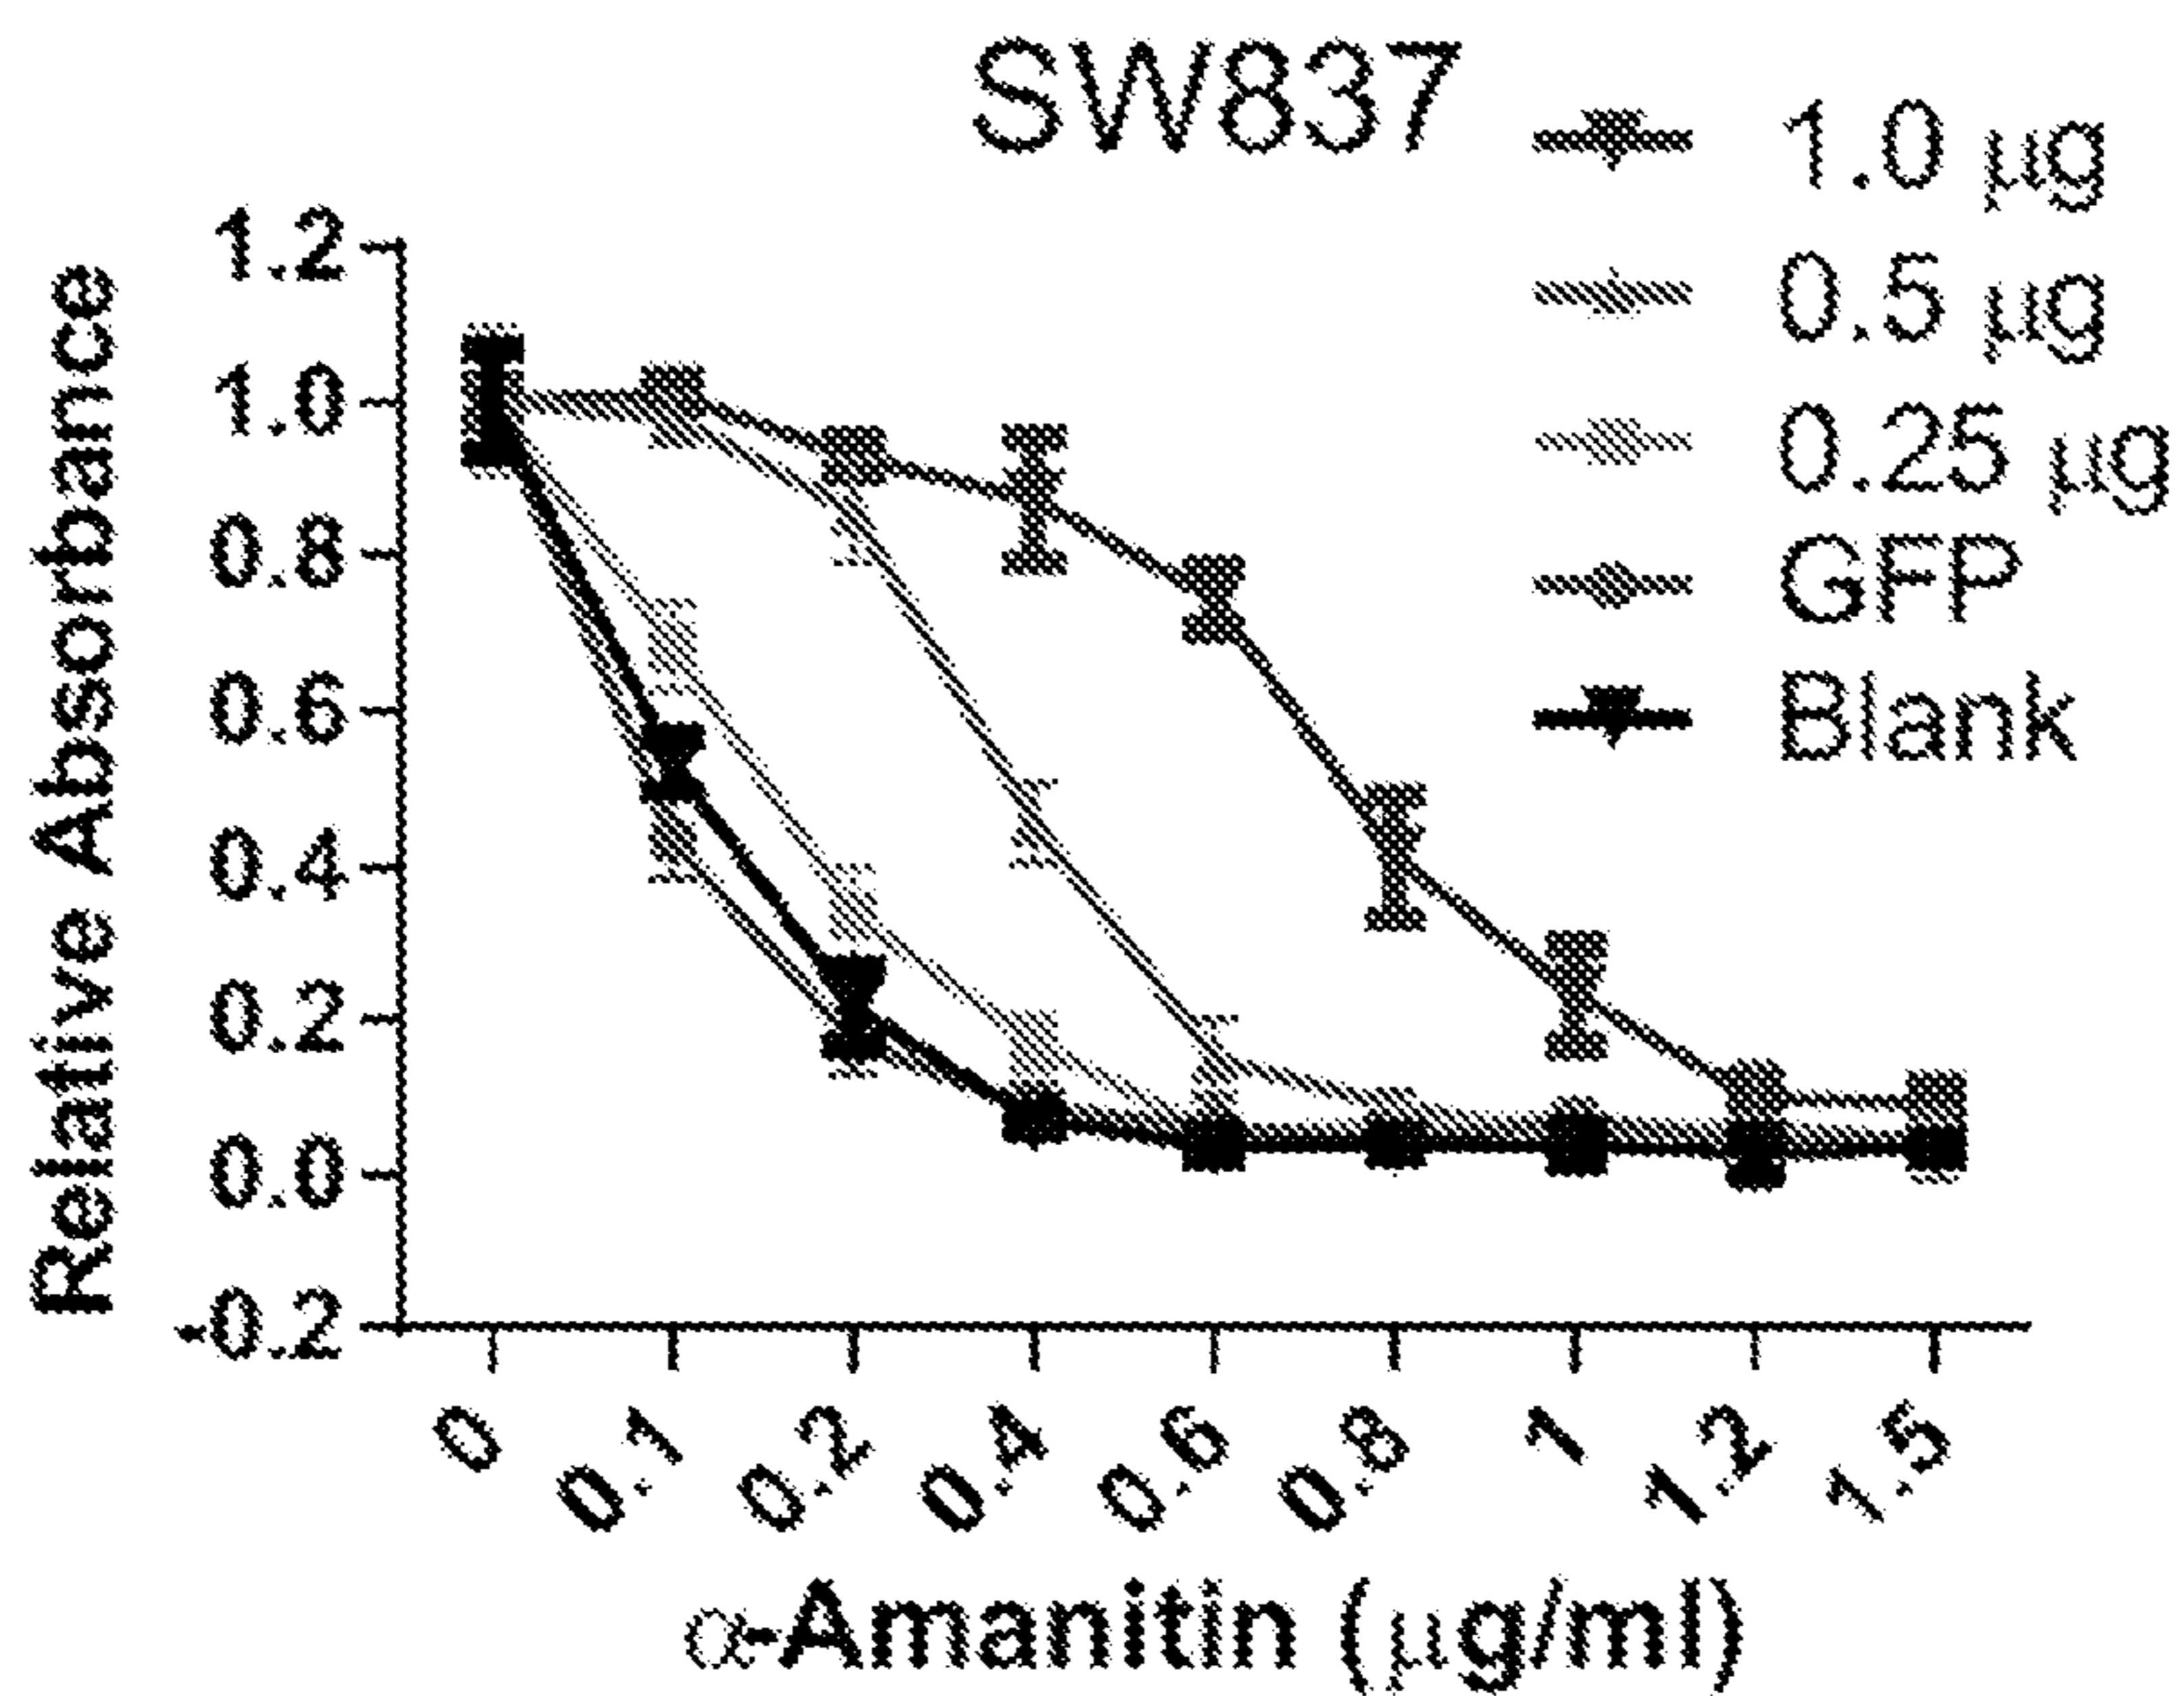 SW837
1.0 µg
0.5 µg
0.25 µg
GFP
Blank
Relative Absorbance
1.2
1.0
0.8
0.6
0.4
0.2
0.0
-0.2
0
0.1
0.2
0.4
0.6
0.8
1
1.2
1.5
α-Amanitin (µg/ml)